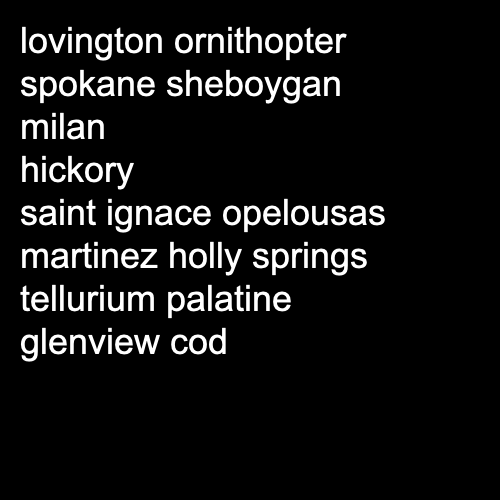 lovington ornithopter
spokane sheboygan
milan
hickory
saint ignace opelousas
martinez holly springs
tellurium palatine
glenview cod